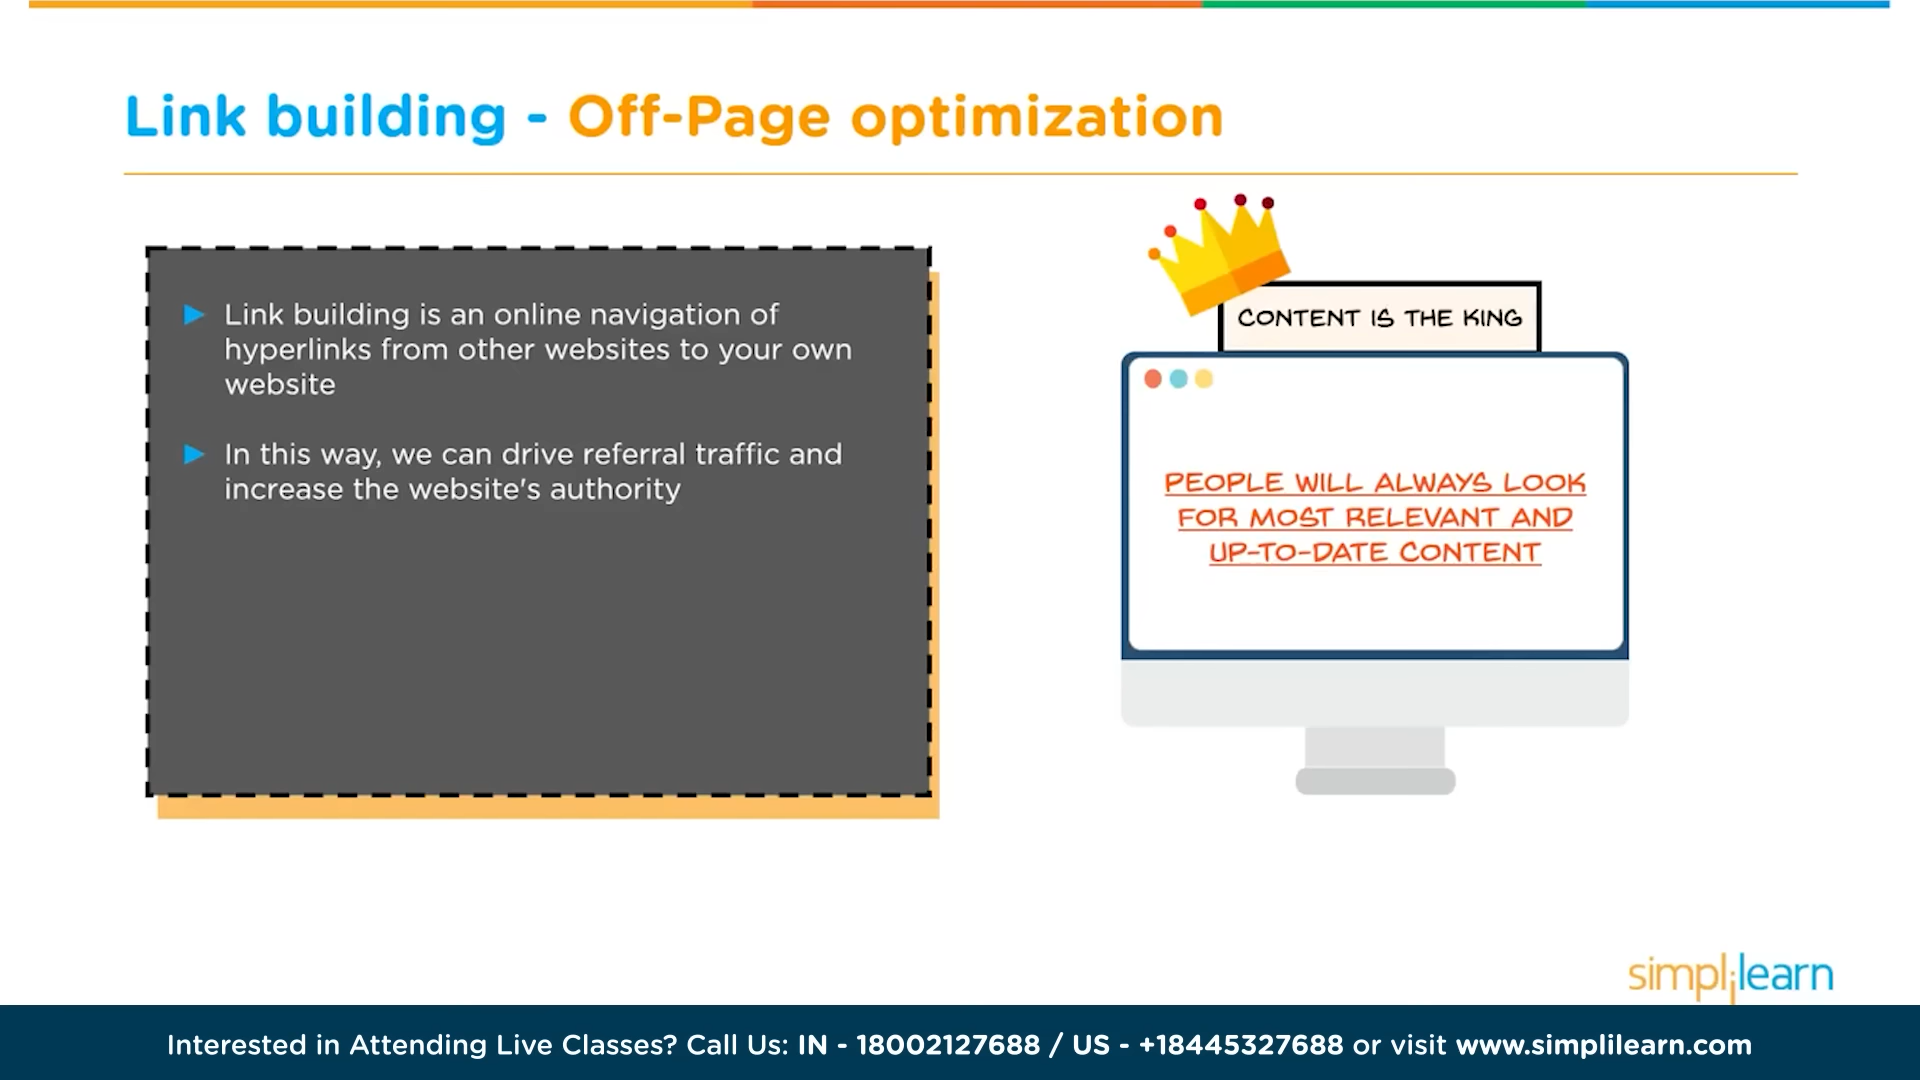 Link building - Off-Page optimization
Link building is an online navigation of
hyperlinks from other websites to your own
website
In this way, we can drive referral traffic and
increase the website's authority
CONTENT IS THE KING
PEOPLE WILL ALWAYS LOOK
FOR MOST RELEVANT AND
UP-TO-DATE CONTENT
simplilearn
Interested in Attending Live Classes? Call Us: IN - 18002127688 / US - +18445327688 or visit www.simplilearn.com